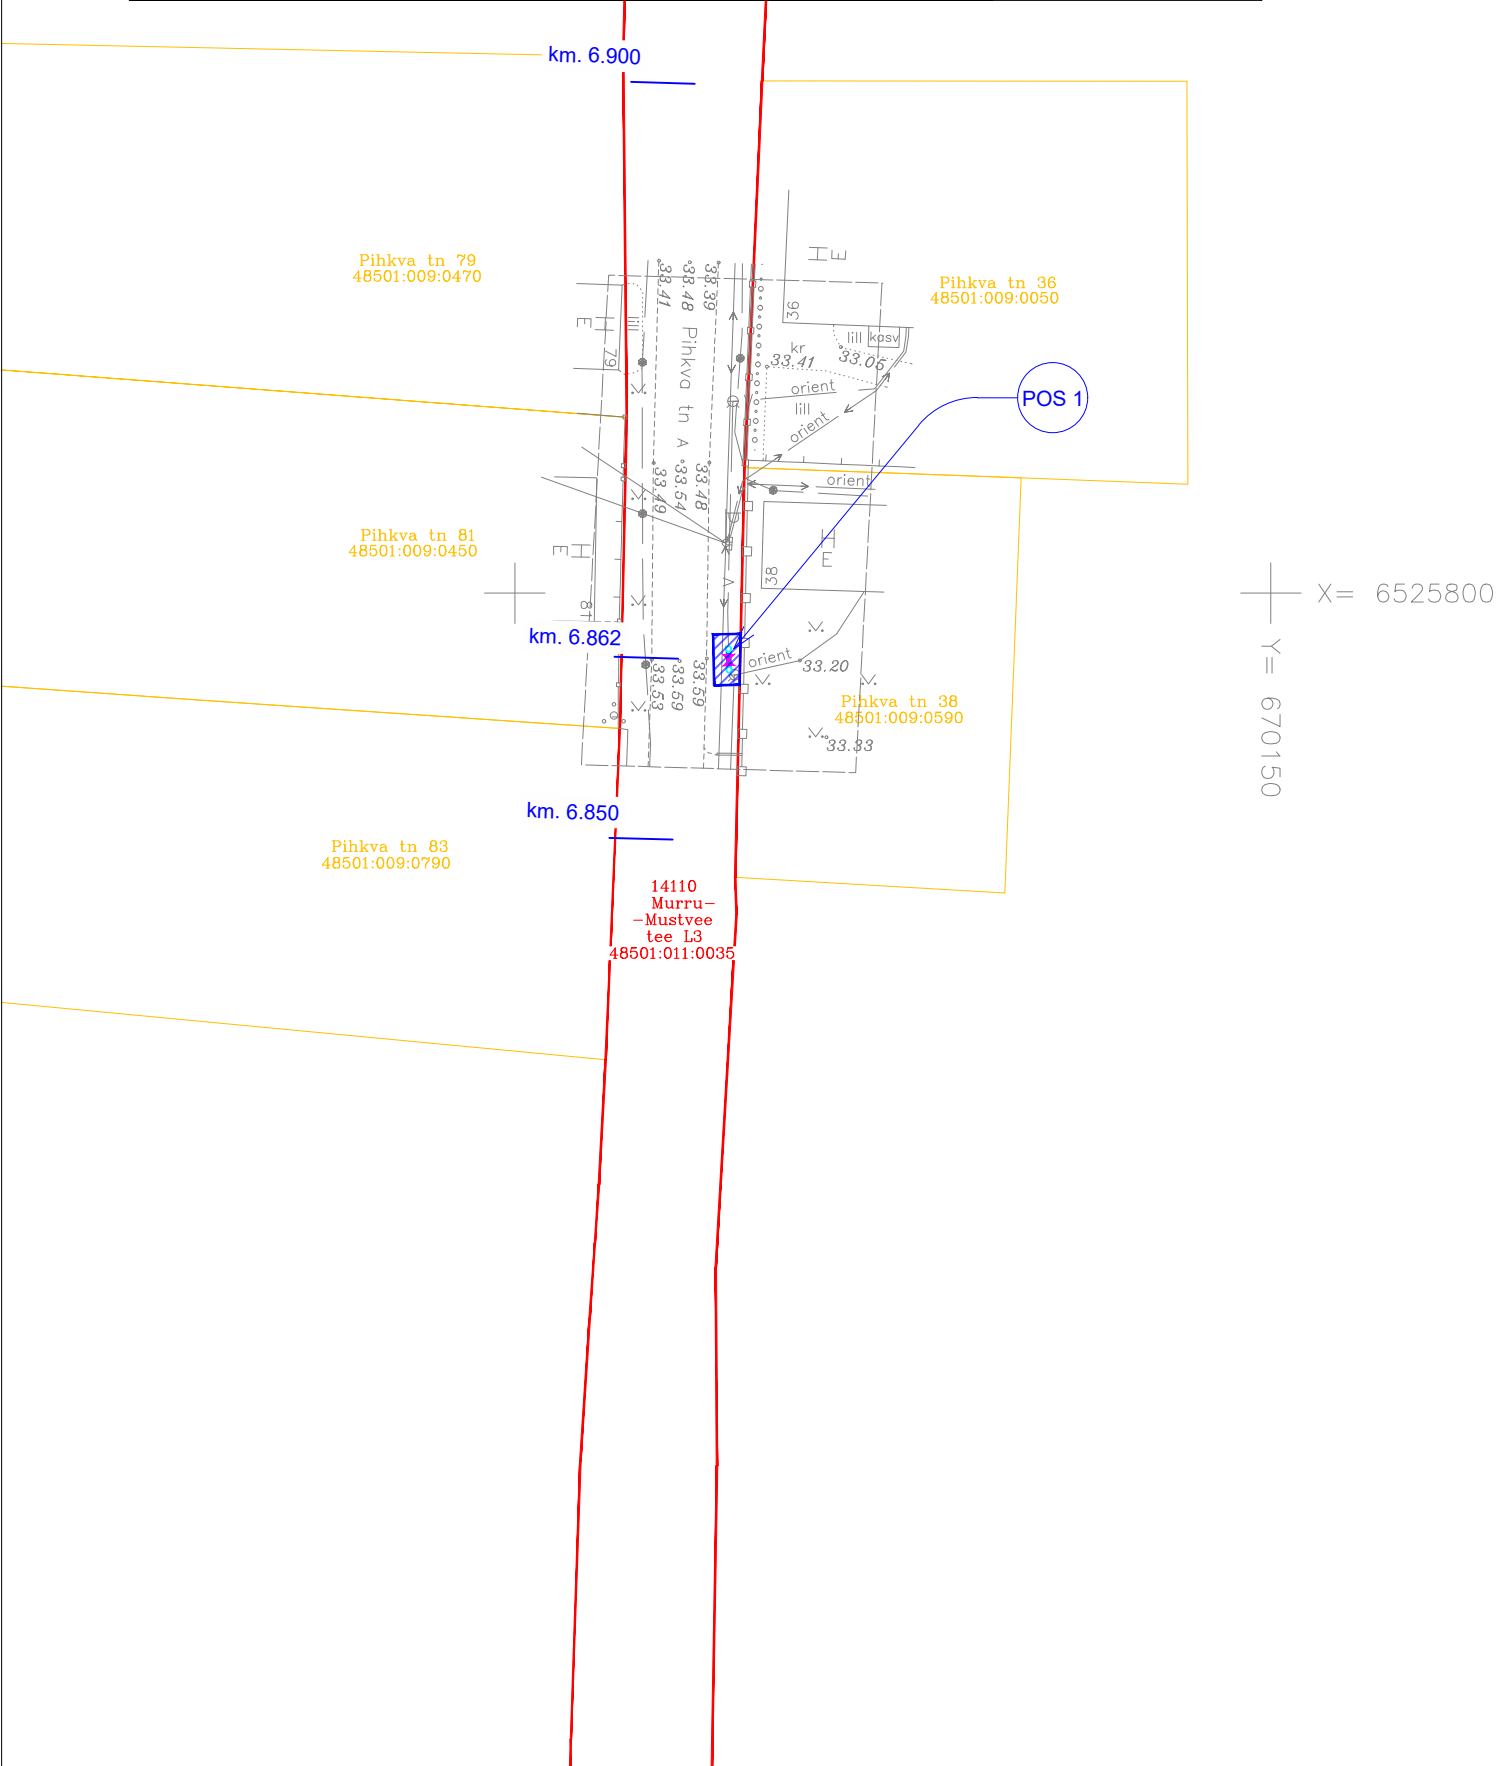 km. 6.900
Pihkva tn 79
48501:009:0470
Pihkva tn 36
48501:009:0050
33.41
33.48
33.39
Pihkva tn A
H
E
36
lill
H
E
79
kr
33.41
33.05
lill
kasv
orient
lill
orient
POS 1
33.49
33.54
33.48
orient
Pihkva tn 81
48501:009:0450
H
E
81
H
E
38
A
X= 6525800
Y= 670150
km. 6.862
33.53
33.59
33.59
orient
33.20
Pihkva tn 38
48501:009:0590
33.33
km. 6.850
Pihkva tn 83
48501:009:0790
14110
Murru-
-Mustvee
tee L3
48501:011:0035